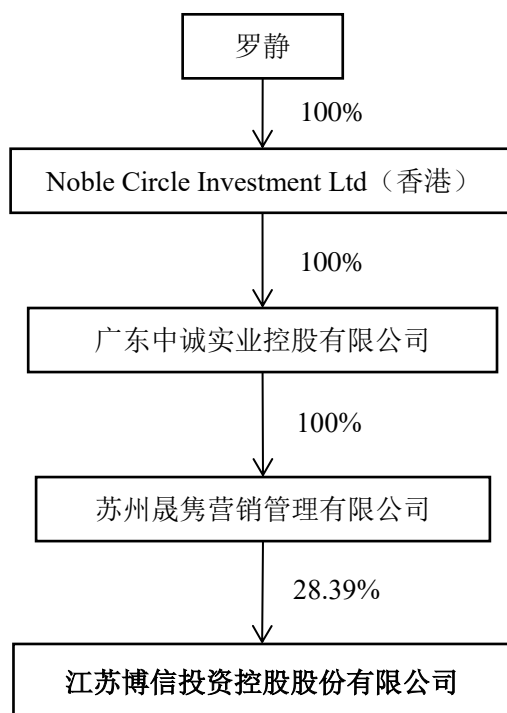 罗静
100%
Noble Circle Investment Ltd（香港）
100%
广东中诚实业控股有限公司
100%
苏州晟隽营销管理有限公司
28.39%
江苏博信投资控股股份有限公司